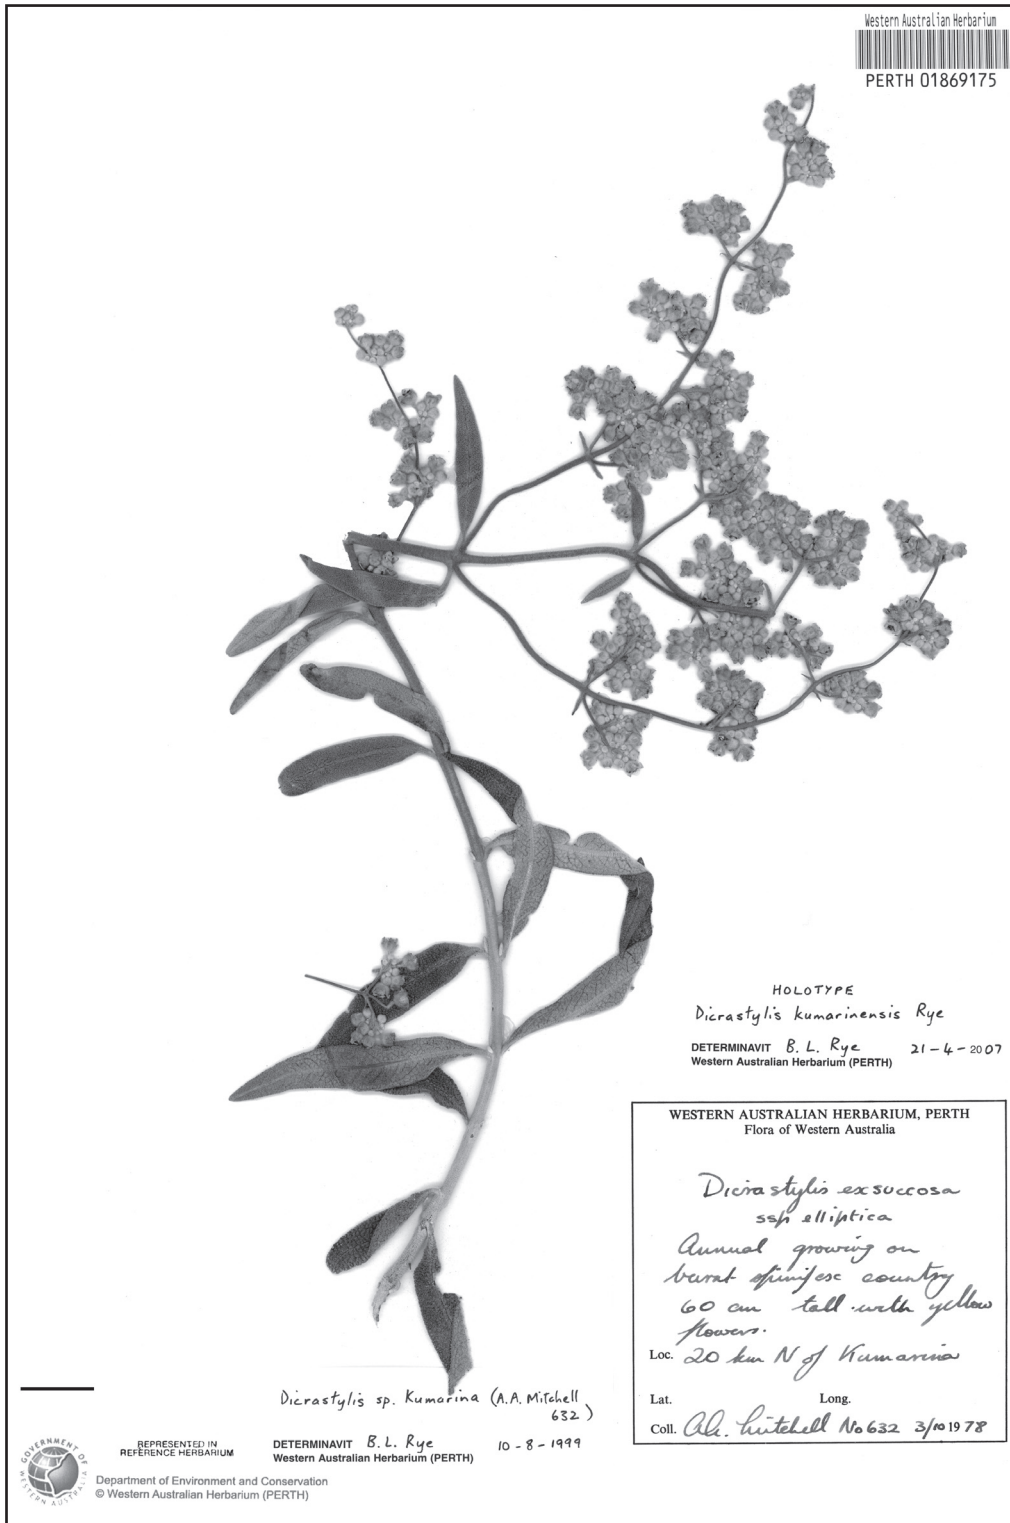 Western Australian Herbarium
PERTH 01869175
HOLOTYPE
Dicrastylis kumarinensis Rye
DETERMINAVIT B. L. Rye 21-4-2007
Western Australian Herbarium (PERTH)
WESTERN AUSTRALIAN HERBARIUM, PERTH
Flora of Western Australia
Dicrastylis exsuccosa
ssp elliptica
Annual growing on
burnt spinifex country
60 cm tall with yellow
flowers.
Loc. 20 km N of Kumarina
Lat. Long.
Coll. Mitchell No 632 3/10 1978
Dicrastylis sp. Kumarina (A.A. Mitchell
632)
DETERMINAVIT B. L. Rye 10-8-1999
Western Australian Herbarium (PERTH)
REPRESENTED IN
REFERENCE HERBARIUM
GOVERNMENT OF
WESTERN AUSTRALIA
Department of Environment and Conservation
© Western Australian Herbarium (PERTH)